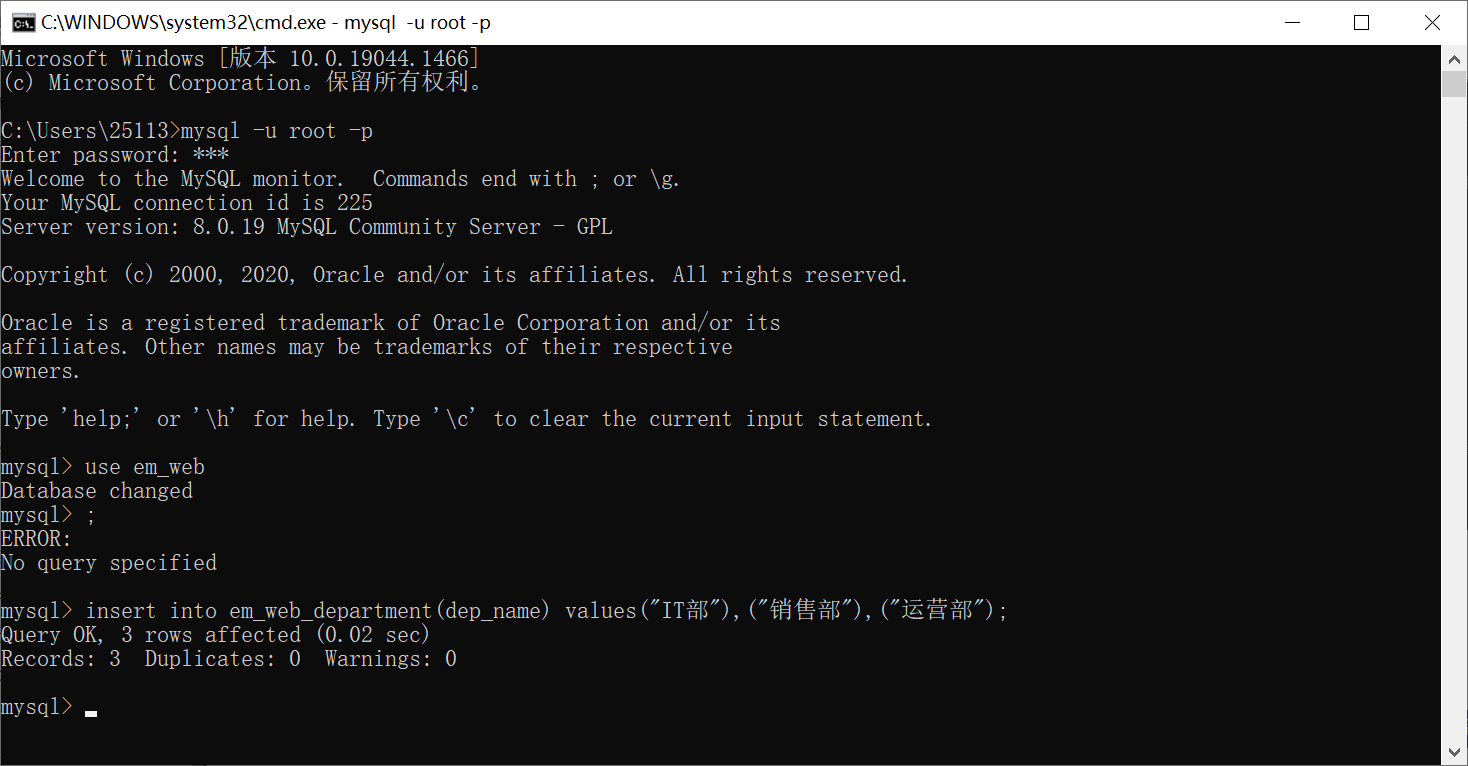 C:\WINDOWS\system32\cmd.exe - mysql  -u root -p
Microsoft Windows [版本 10.0.19044.1466]
(c) Microsoft Corporation。保留所有权利。
C:\Users\25113>mysql -u root -p
Enter password: ***
Welcome to the MySQL monitor.  Commands end with ; or \g.
Your MySQL connection id is 225
Server version: 8.0.19 MySQL Community Server - GPL
Copyright (c) 2000, 2020, Oracle and/or its affiliates. All rights reserved.
Oracle is a registered trademark of Oracle Corporation and/or its
affiliates. Other names may be trademarks of their respective
owners.
Type 'help;' or '\h' for help. Type '\c' to clear the current input statement.
mysql> use em_web
Database changed
mysql> ;
ERROR:
No query specified
mysql> insert into em_web_department(dep_name) values("IT部"),("销售部"),("运营部");
Query OK, 3 rows affected (0.02 sec)
Records: 3  Duplicates: 0  Warnings: 0
mysql>